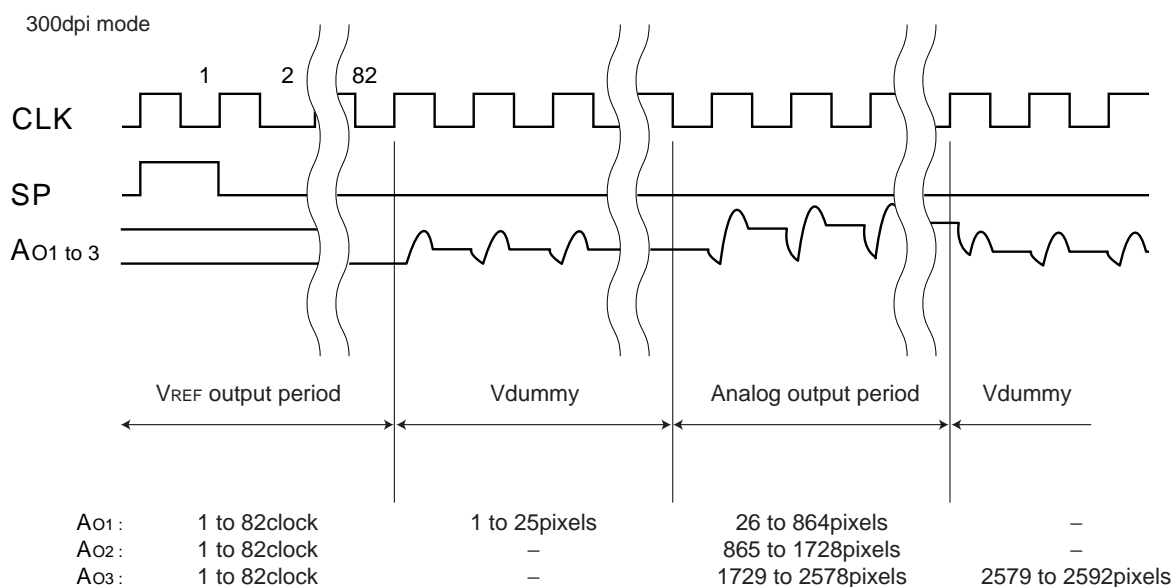 300dpi mode
1 2 82
CLK
SP
AO1 to 3
VREF output period Vdummy Analog output period Vdummy
AO1 : 1 to 82clock 1 to 25pixels 26 to 864pixels –
AO2 : 1 to 82clock – 865 to 1728pixels –
AO3 : 1 to 82clock – 1729 to 2578pixels 2579 to 2592pixels